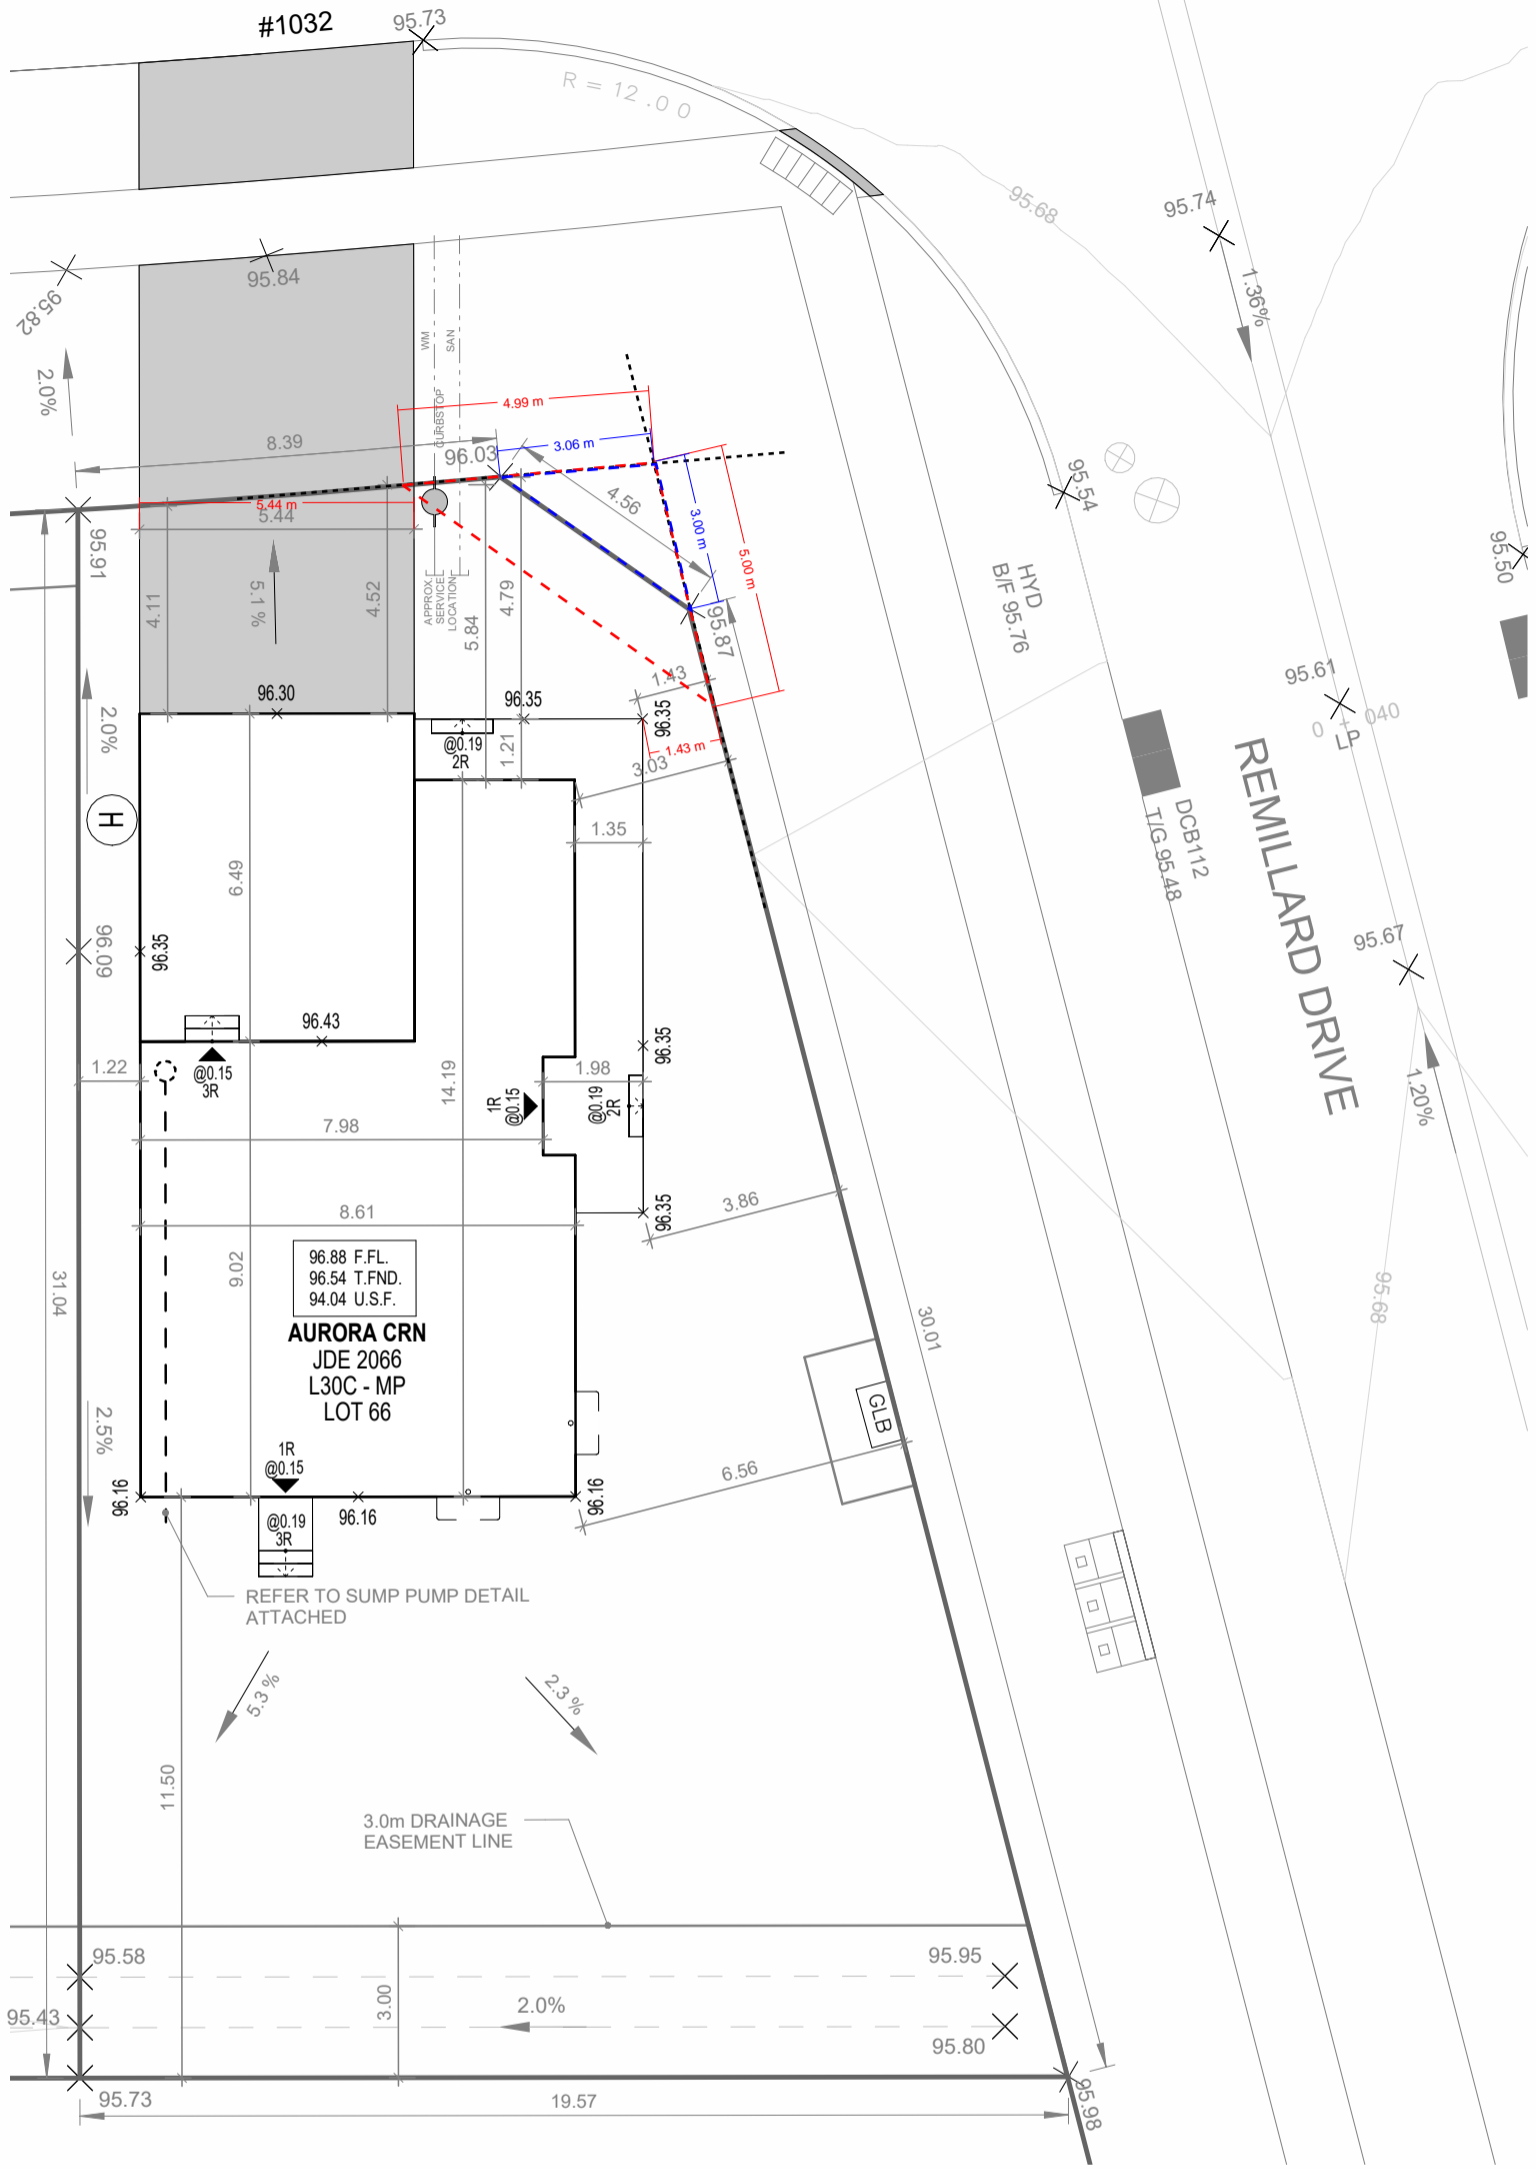 #1032
95.73
R = 12.00
95.68
95.74
1.36%
95.82
95.84
2.0%
WM
SAN
CURBSTOP
4.99 m
8.39
96.03
3.06 m
4.56
3.00 m
5.00 m
95.54
95.50
5.44 m
5.44
95.91
4.11
5.1 %
4.52
APPROX.
SERVICE
LOCATION
5.84
4.79
95.87
HYD
B/F 95.76
1.43
96.30
96.35
96.35
95.61
0 + 040
LP
2.0%
@0.19
2R
1.21
1.43 m
3.03
REMILLARD DRIVE
DCB112
T/G 95.48
H
1.35
6.49
96.09
96.35
95.67
96.43
96.35
1.22
@0.15
3R
14.19
1.98
1R
@0.15
@0.19
2R
1.20%
7.98
8.61
96.35
3.86
9.02
31.04
96.88 F.FL.
96.54 T.FND.
94.04 U.S.F.
AURORA CRN
JDE 2066
L30C - MP
LOT 66
30.01
95.68
GLB
2.5%
1R
@0.15
6.56
96.16
96.16
96.16
@0.19
3R
REFER TO SUMP PUMP DETAIL
ATTACHED
5.3 %
2.3 %
11.50
3.0m DRAINAGE
EASEMENT LINE
95.58
95.95
95.43
3.00
2.0%
95.80
95.73
19.57
95.98